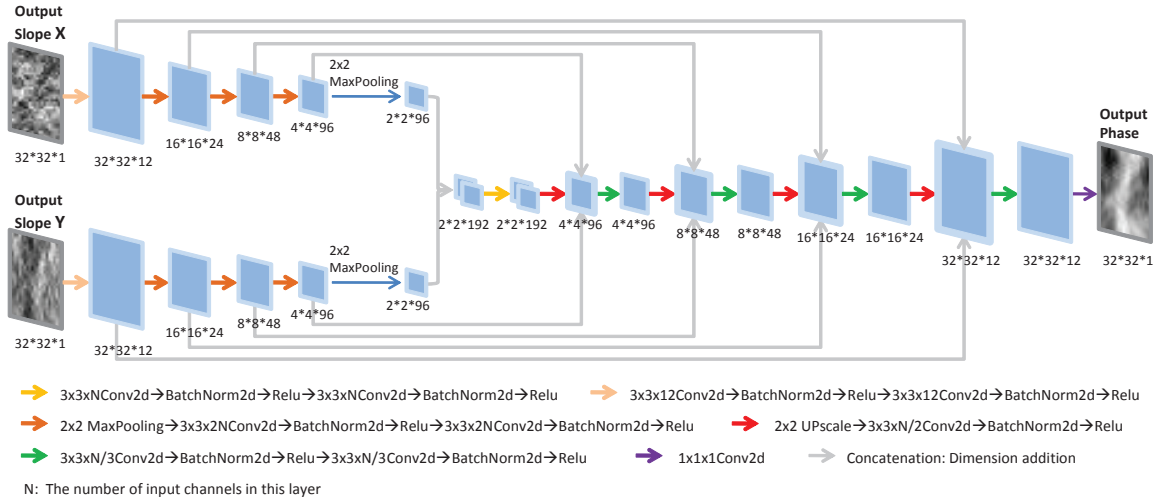 Output
Slope X
32*32*1
32*32*12
16*16*24
8*8*48
4*4*96
2x2
MaxPooling
2*2*96
Output
Slope Y
32*32*1
32*32*12
16*16*24
8*8*48
4*4*96
2x2
MaxPooling
2*2*96
2*2*192
2*2*192
4*4*96
4*4*96
8*8*48
8*8*48
16*16*24
16*16*24
32*32*12
32*32*12
Output
Phase
32*32*1
3x3xNConv2d→BatchNorm2d→Relu→3x3xNConv2d→BatchNorm2d→Relu
3x3x12Conv2d→BatchNorm2d→Relu→3x3x12Conv2d→BatchNorm2d→Relu
2x2 MaxPooling→3x3x2NConv2d→BatchNorm2d→Relu→3x3x2NConv2d→BatchNorm2d→Relu
2x2 UPscale→3x3xN/2Conv2d→BatchNorm2d→Relu
3x3xN/3Conv2d→BatchNorm2d→Relu→3x3xN/3Conv2d→BatchNorm2d→Relu
1x1x1Conv2d
Concatenation: Dimension addition
N: The number of input channels in this layer